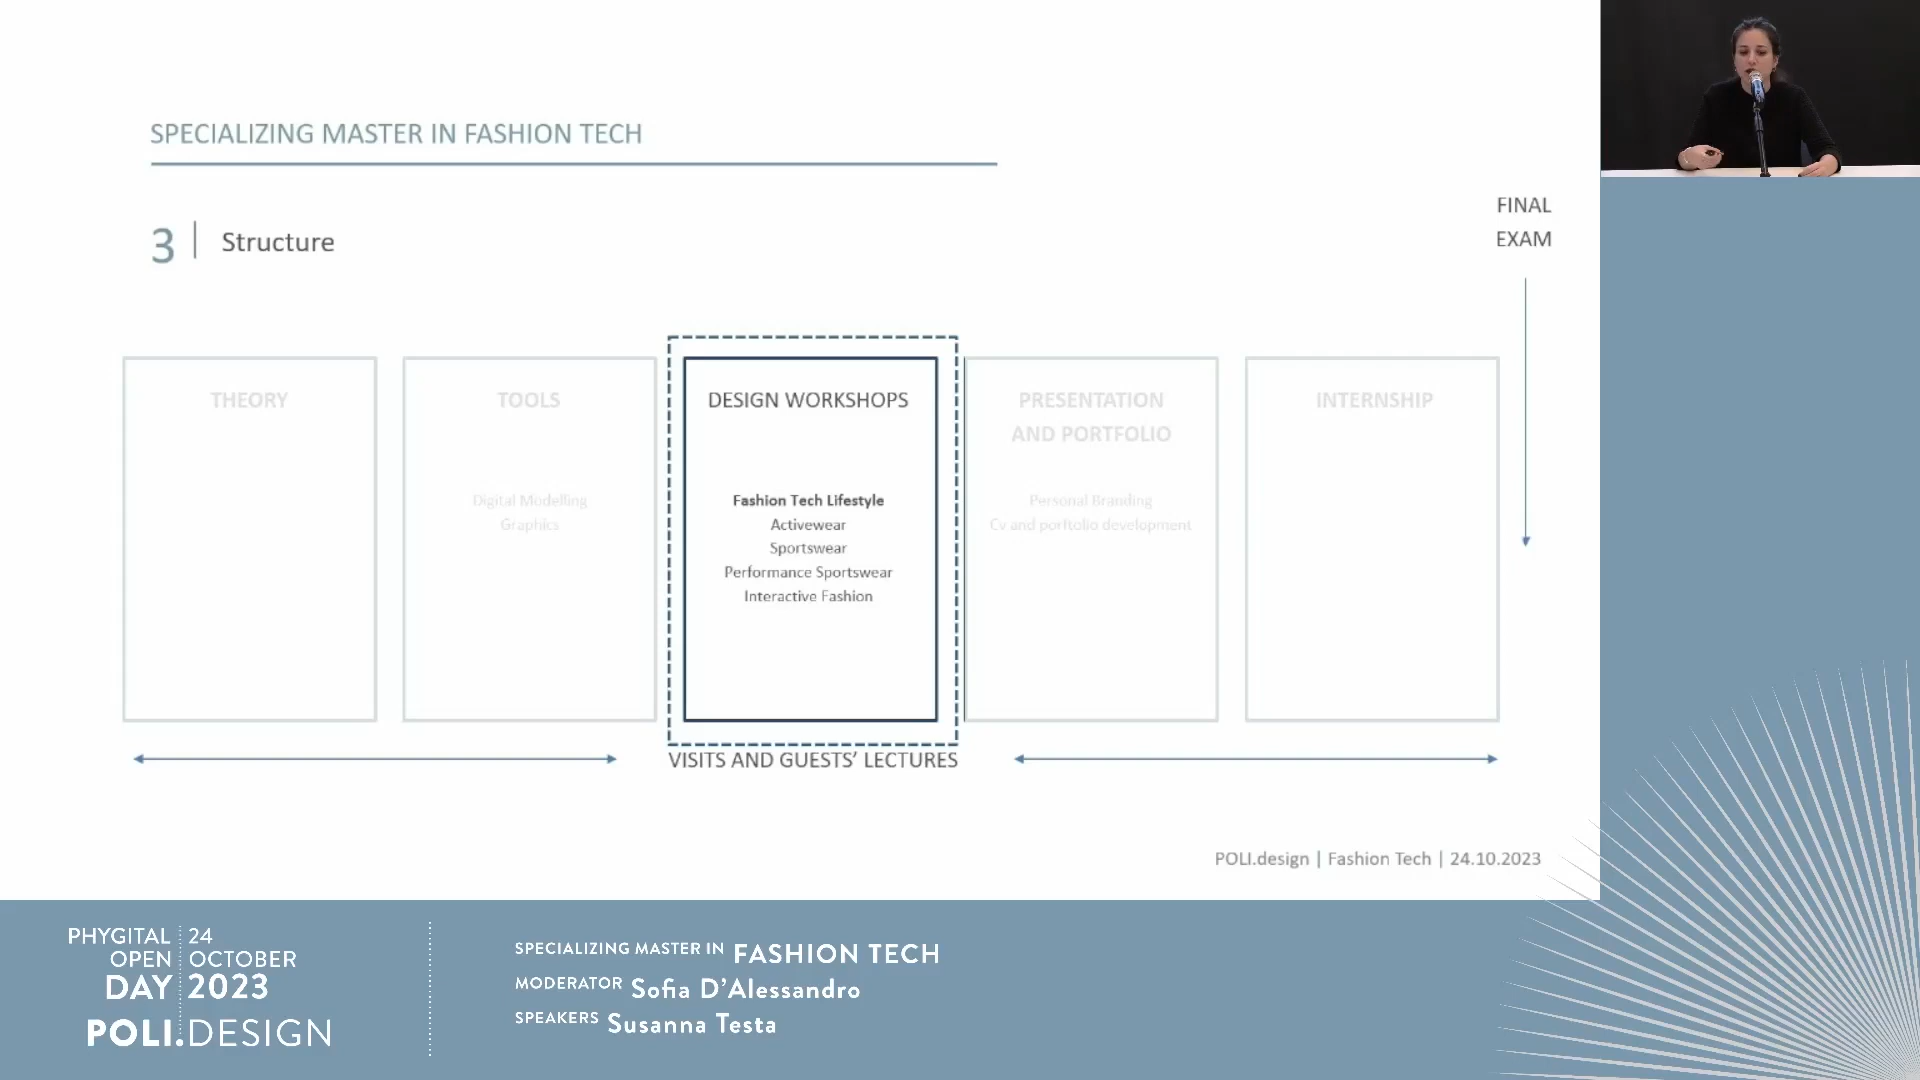 SPECIALIZING MASTER IN FASHION TECH
3 | Structure
FINAL
EXAM
THEORY
TOOLS
Digital Modelling
Graphics
DESIGN WORKSHOPS
Fashion Tech Lifestyle
Activewear
Sportswear
Performance Sportswear
Interactive Fashion
PRESENTATION
AND PORTFOLIO
Personal Branding
Cv and porftolio development
INTERNSHIP
VISITS AND GUESTS’ LECTURES
POLI.design | Fashion Tech | 24.10.2023
PHYGITAL 24
OPEN OCTOBER
DAY 2023
POLI.DESIGN
SPECIALIZING MASTER IN FASHION TECH
MODERATOR Sofia D’Alessandro
SPEAKERS Susanna Testa